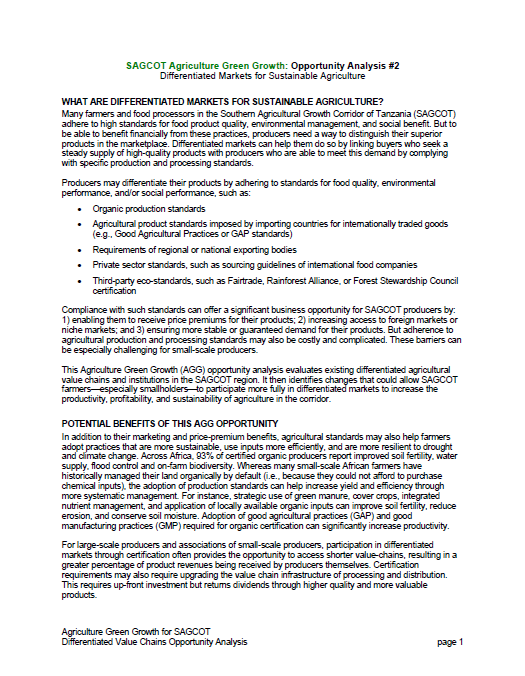 SAGCOT Agriculture Green Growth: Opportunity Analysis #2
Differentiated Markets for Sustainable Agriculture
WHAT ARE DIFFERENTIATED MARKETS FOR SUSTAINABLE AGRICULTURE?
Many farmers and food processors in the Southern Agricultural Growth Corridor of Tanzania (SAGCOT)
adhere to high standards for food product quality, environmental management, and social benefit. But to
be able to benefit financially from these practices, producers need a way to distinguish their superior
products in the marketplace. Differentiated markets can help them do so by linking buyers who seek a
steady supply of high-quality products with producers who are able to meet this demand by complying
with specific production and processing standards.
Producers may differentiate their products by adhering to standards for food quality, environmental
performance, and/or social performance, such as:
• Organic production standards
• Agricultural product standards imposed by importing countries for internationally traded goods
(e.g., Good Agricultural Practices or GAP standards)
• Requirements of regional or national exporting bodies
• Private sector standards, such as sourcing guidelines of international food companies
• Third-party eco-standards, such as Fairtrade, Rainforest Alliance, or Forest Stewardship Council
certification
Compliance with such standards can offer a significant business opportunity for SAGCOT producers by:
1) enabling them to receive price premiums for their products; 2) increasing access to foreign markets or
niche markets; and 3) ensuring more stable or guaranteed demand for their products. But adherence to
agricultural production and processing standards may also be costly and complicated. These barriers can
be especially challenging for small-scale producers.
This Agriculture Green Growth (AGG) opportunity analysis evaluates existing differentiated agricultural
value chains and institutions in the SAGCOT region. It then identifies changes that could allow SAGCOT
farmers—especially smallholders—to participate more fully in differentiated markets to increase the
productivity, profitability, and sustainability of agriculture in the corridor.
POTENTIAL BENEFITS OF THIS AGG OPPORTUNITY
In addition to their marketing and price-premium benefits, agricultural standards may also help farmers
adopt practices that are more sustainable, use inputs more efficiently, and are more resilient to drought
and climate change. Across Africa, 93% of certified organic producers report improved soil fertility, water
supply, flood control and on-farm biodiversity. Whereas many small-scale African farmers have
historically managed their land organically by default (i.e., because they could not afford to purchase
chemical inputs), the adoption of production standards can help increase yield and efficiency through
more systematic management. For instance, strategic use of green manure, cover crops, integrated
nutrient management, and application of locally available organic inputs can improve soil fertility, reduce
erosion, and conserve soil moisture. Adoption of good agricultural practices (GAP) and good
manufacturing practices (GMP) required for organic certification can significantly increase productivity.
For large-scale producers and associations of small-scale producers, participation in differentiated
markets through certification often provides the opportunity to access shorter value-chains, resulting in a
greater percentage of product revenues being received by producers themselves. Certification
requirements may also require upgrading the value chain infrastructure of processing and distribution.
This requires up-front investment but returns dividends through higher quality and more valuable
products.
Agriculture Green Growth for SAGCOT
Differentiated Value Chains Opportunity Analysis page 1